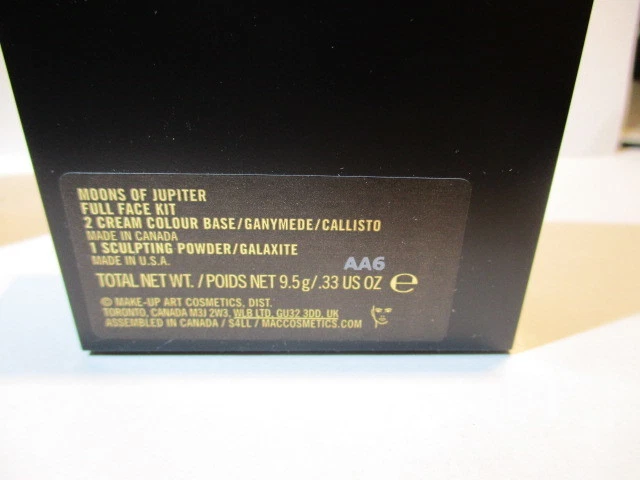 MOONS OF JUPITER
FULL FACE KIT
2 CREAM COLOUR BASE/GANYMEDE/CALLISTO
MADE IN CANADA
1 SCULPTING POWDER/GALAXITE
MADE IN U.S.A.
AA6
TOTAL NET WT. / POIDS NET 9.5g/.33 US OZ ℮
© MAKE-UP ART COSMETICS, DIST.
TORONTO, CANADA M3J 2W3, WLB LTD, GU32 3DD, UK
ASSEMBLED IN CANADA / S4LL / MACCOSMETICS.COM